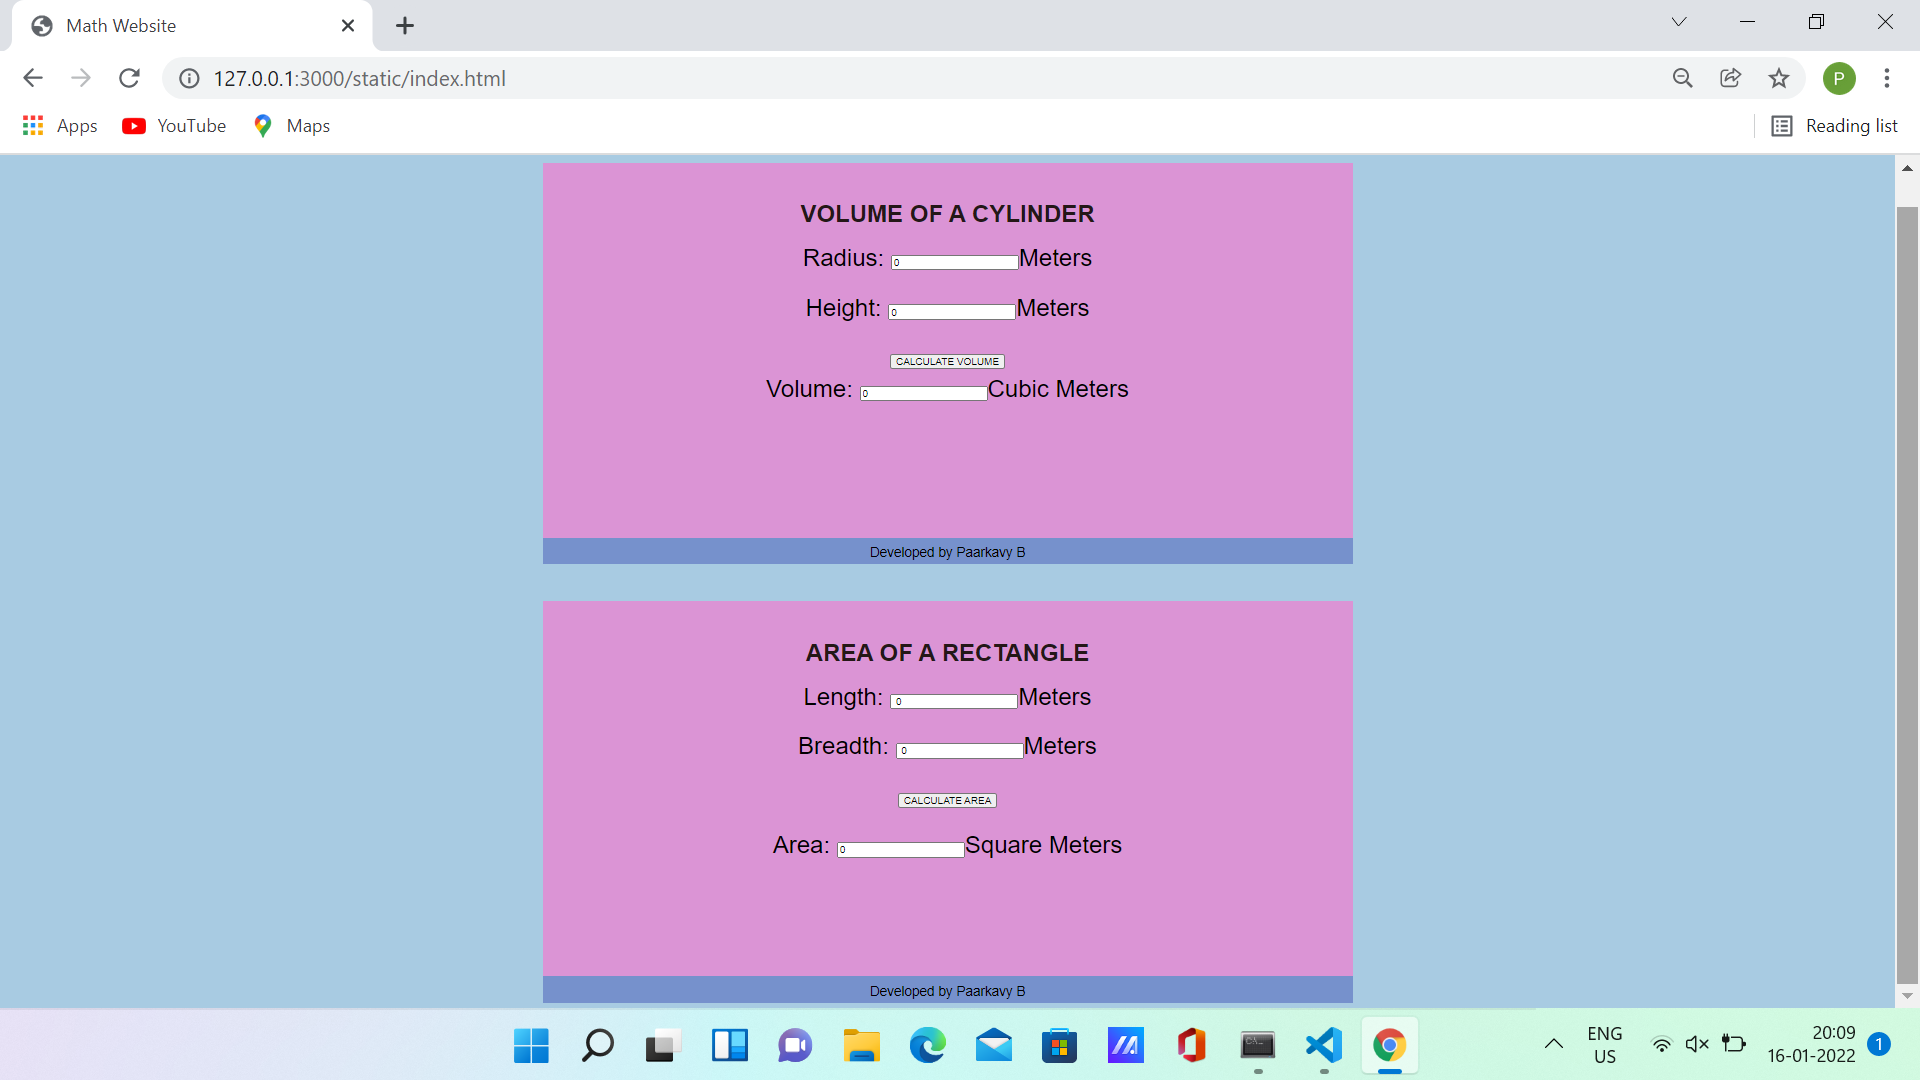 Math Website
127.0.0.1:3000/static/index.html
P
Apps YouTube Maps Reading list
VOLUME OF A CYLINDER
Radius: 0 Meters
Height: 0 Meters
CALCULATE VOLUME
Volume: 0 Cubic Meters
Developed by Paarkavy B
AREA OF A RECTANGLE
Length: 0 Meters
Breadth: 0 Meters
CALCULATE AREA
Area: 0 Square Meters
Developed by Paarkavy B
ENG 20:09
US 16-01-2022 1